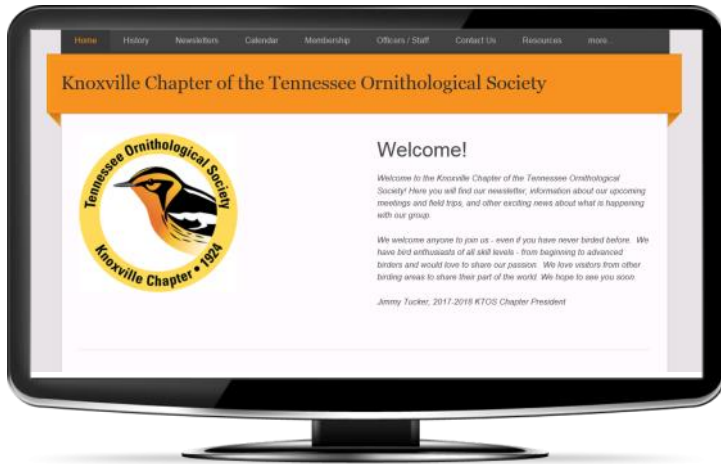 Home History Newsletters Calendar Membership Officers / Staff Contact Us Resources more...
Knoxville Chapter of the Tennessee Ornithological Society
Tennessee Ornithological Society
Knoxville Chapter • 1924
Welcome!
Welcome to the Knoxville Chapter of the Tennessee Ornithological
Society! Here you will find our newsletter, information about our upcoming
meetings and field trips, and other exciting news about what is happening
with our group.
We welcome anyone to join us - even if you have never birded before. We
have bird enthusiasts of all skill levels - from beginning to advanced
birders and would love to share our passion. We love visitors from other
birding areas to share their part of the world. We hope to see you soon.
Jimmy Tucker, 2017-2018 KTOS Chapter President